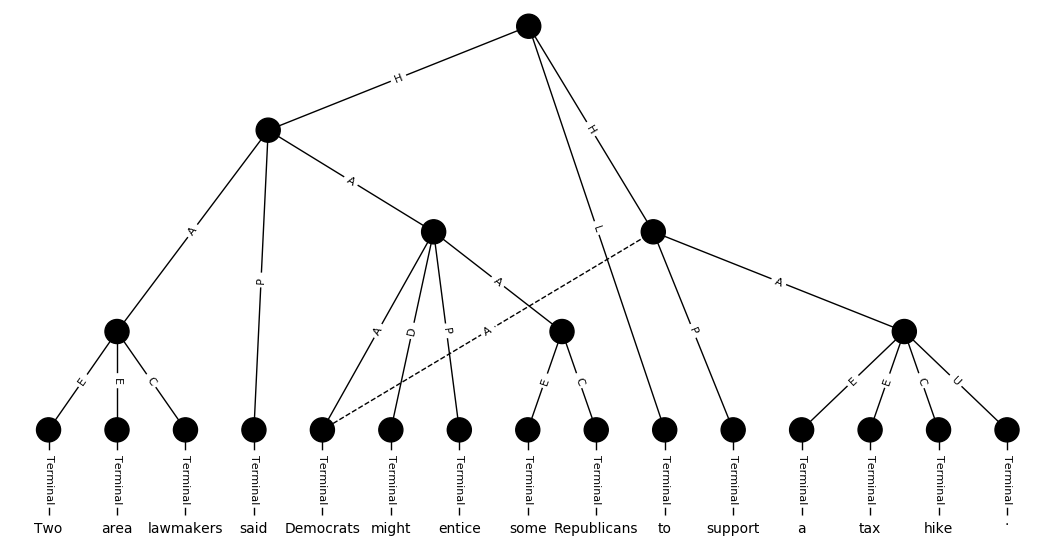 H
H
A
A
L
A
P
A
A
D
P
A
P
E
E
C
E
C
E
E
C
U
Terminal Terminal Terminal Terminal Terminal Terminal Terminal Terminal Terminal Terminal Terminal Terminal Terminal Terminal Terminal
Two area lawmakers said Democrats might entice some Republicans to support a tax hike .